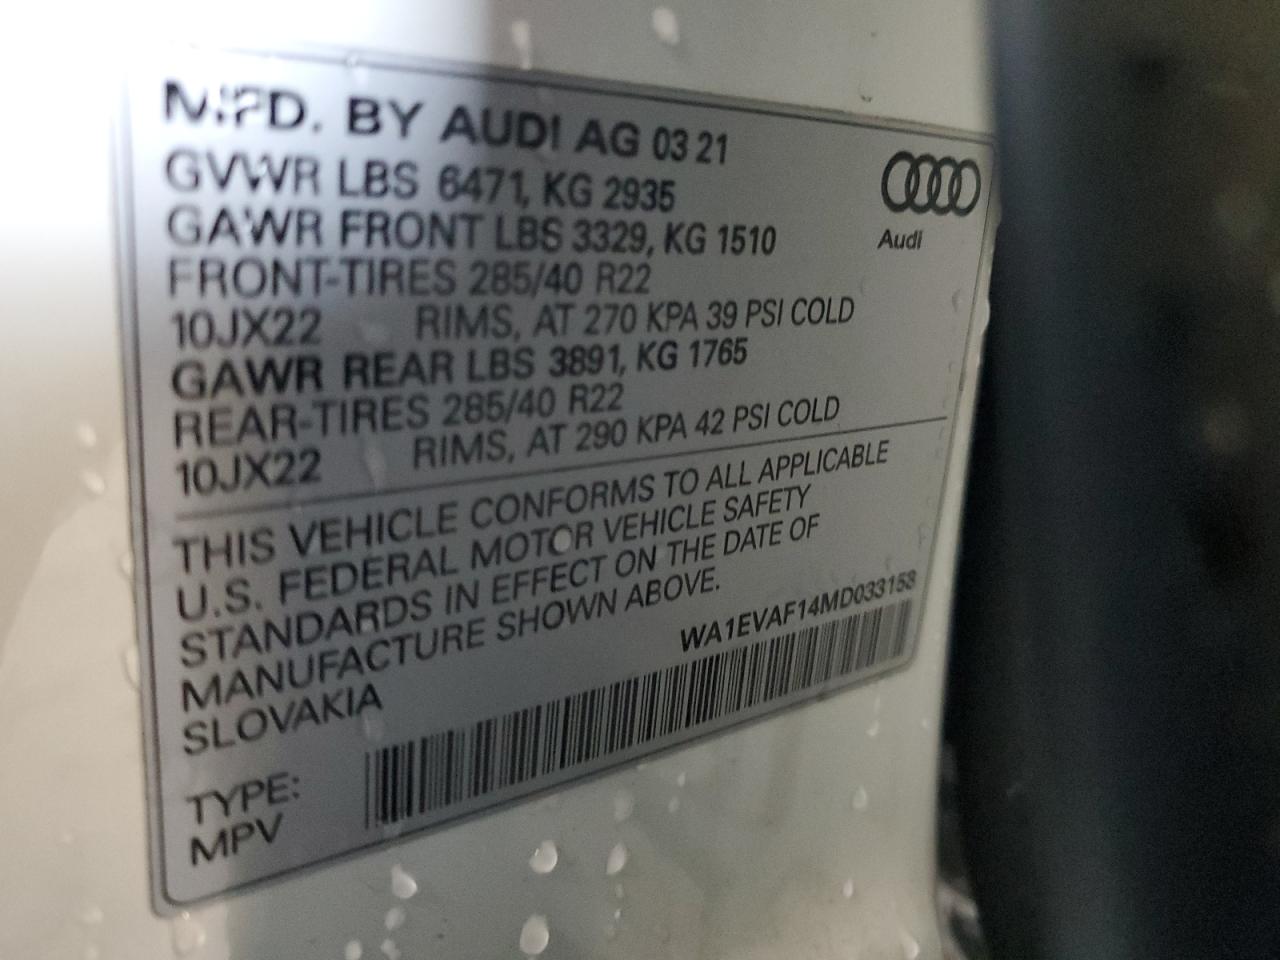 MFD. BY AUDI AG 03 21
GVWR LBS 6471, KG 2935
GAWR FRONT LBS 3329, KG 1510
FRONT-TIRES 285/40 R22
10JX22 RIMS, AT 270 KPA 39 PSI COLD
GAWR REAR LBS 3891, KG 1765
REAR-TIRES 285/40 R22
10JX22 RIMS, AT 290 KPA 42 PSI COLD
Audi
THIS VEHICLE CONFORMS TO ALL APPLICABLE
U.S. FEDERAL MOTOR VEHICLE SAFETY
STANDARDS IN EFFECT ON THE DATE OF
MANUFACTURE SHOWN ABOVE.
SLOVAKIA
WA1EVAF14MD033153
TYPE:
MPV